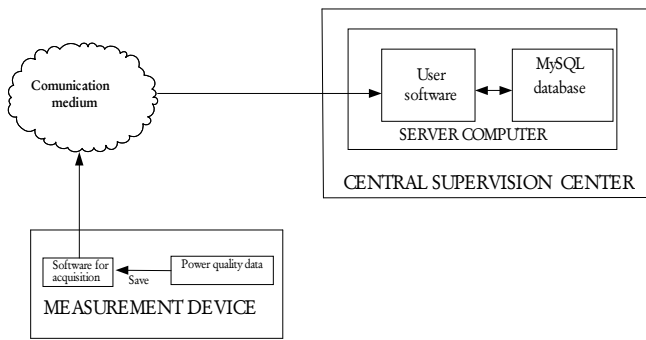 Comunication
medium
User
software
MySQL
database
SERVER COMPUTER
CENTRAL SUPERVISION CENTER
Software for
acquisition
Save
Power quality data
MEASUREMENT DEVICE